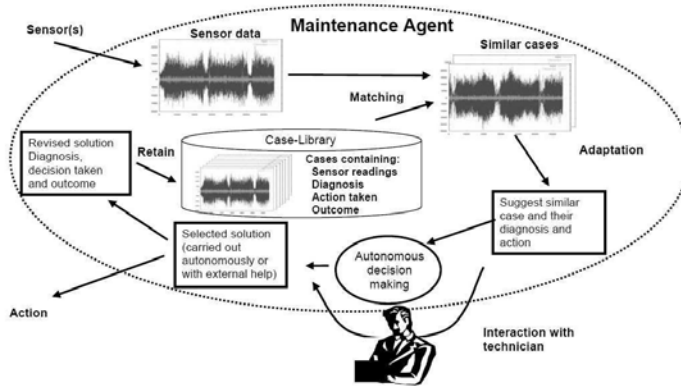 Maintenance Agent
Sensor(s)
Sensor data
Similar cases
Matching
Revised solution
Diagnosis,
decision taken
and outcome
Retain
Case-Library
Cases containing:
Sensor readings
Diagnosis
Action taken
Outcome
Adaptation
Suggest similar
case and their
diagnosis and
action
Selected solution
(carried out
autonomously or
with external help)
Autonomous
decision
making
Action
Interaction with
technician